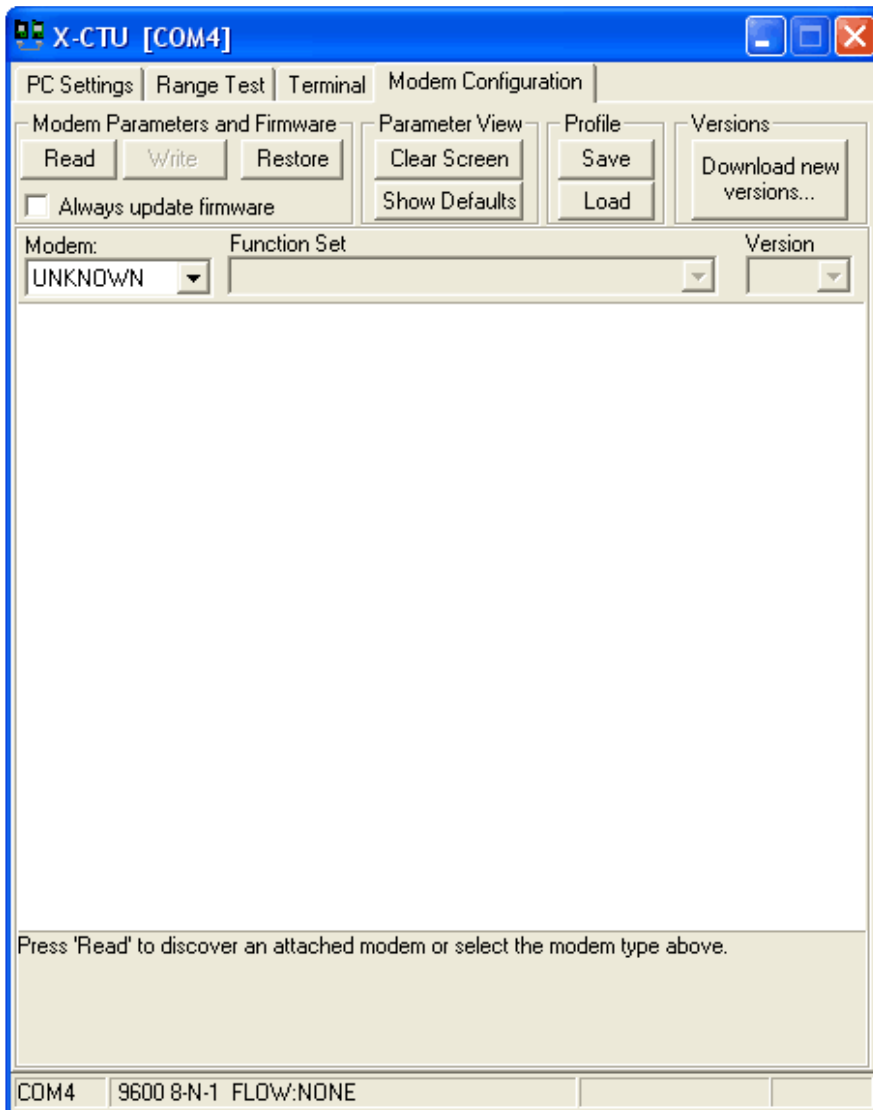 X-CTU [COM4]
PC Settings Range Test Terminal Modem Configuration
Modem Parameters and Firmware Parameter View Profile Versions
Read Write Restore Clear Screen Save Download new versions...
Always update firmware Show Defaults Load
Modem: Function Set Version
UNKNOWN
Press 'Read' to discover an attached modem or select the modem type above.
COM4 9600 8-N-1 FLOW:NONE